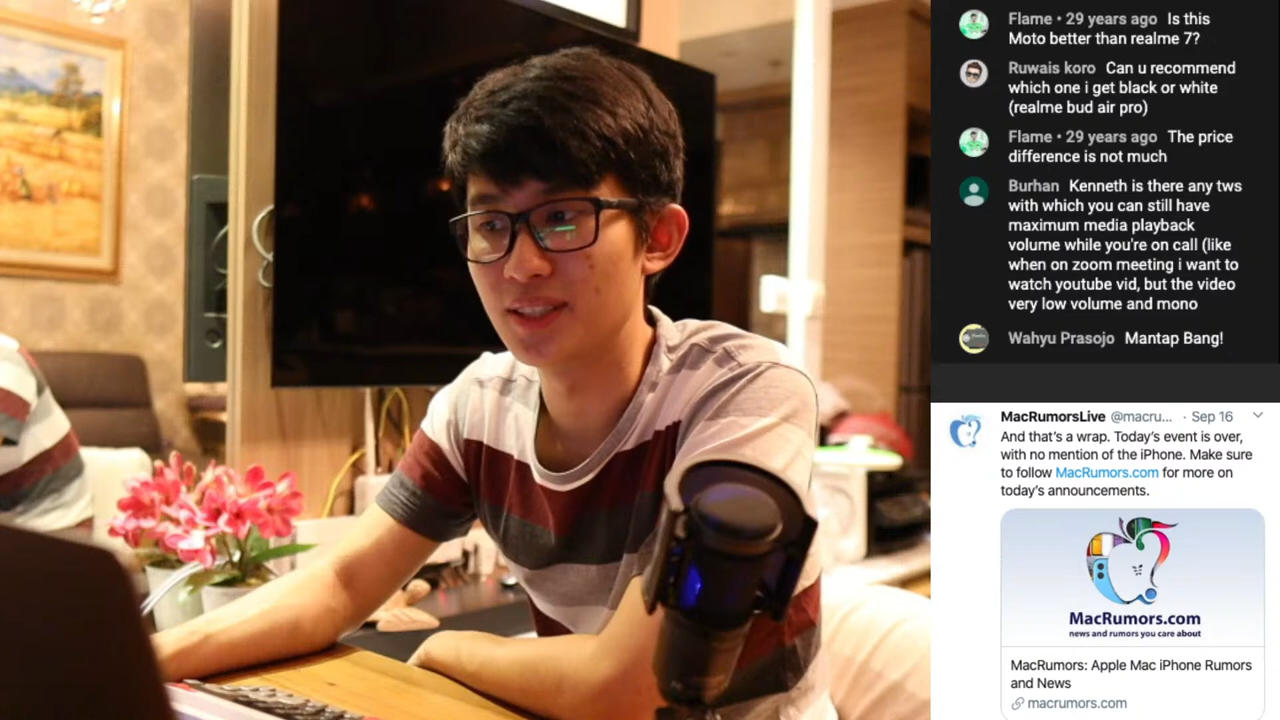 Flame • 29 years ago Is this
Moto better than realme 7?
Ruwais koro Can u recommend
which one i get black or white
(realme bud air pro)
Flame • 29 years ago The price
difference is not much
Burhan Kenneth is there any tws
with which you can still have
maximum media playback
volume while you're on call (like
when on zoom meeting i want to
watch youtube vid, but the video
very low volume and mono
Wahyu Prasojo Mantap Bang!
MacRumorsLive @macru... · Sep 16
And that's a wrap. Today's event is over,
with no mention of the iPhone. Make sure
to follow MacRumors.com for more on
today's announcements.
MacRumors.com
news and rumors you care about
MacRumors: Apple Mac iPhone Rumors
and News
macrumors.com